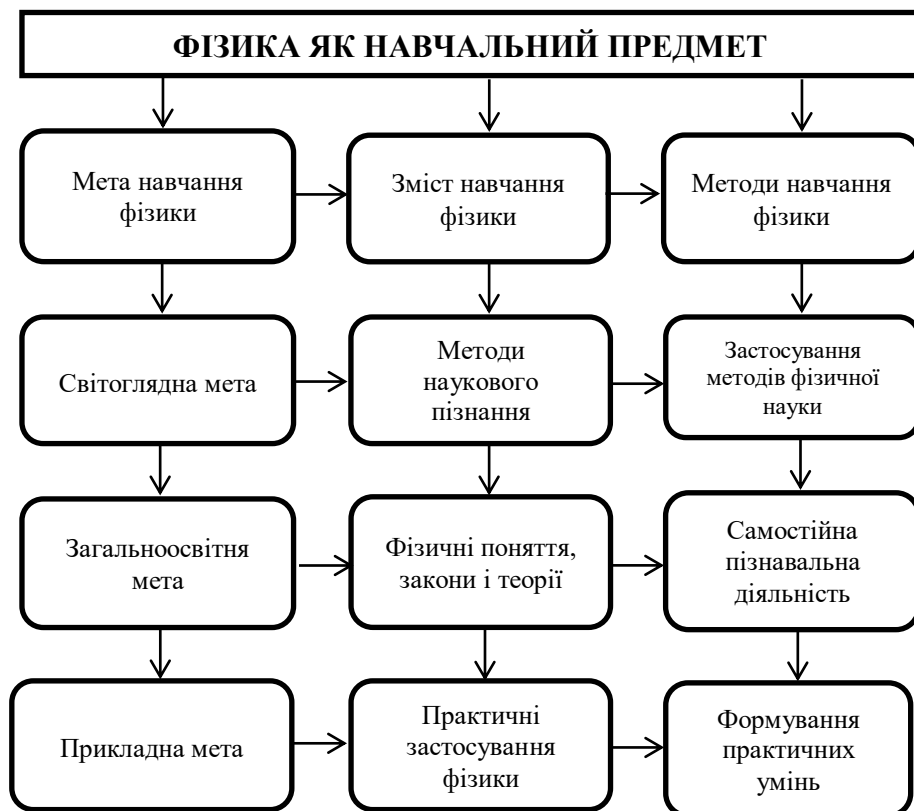 ФІЗИКА ЯК НАВЧАЛЬНИЙ ПРЕДМЕТ
Мета навчання
фізики
Зміст навчання
фізики
Методи навчання
фізики
Світоглядна мета
Методи
наукового
пізнання
Застосування
методів фізичної
науки
Загальноосвітня
мета
Фізичні поняття,
закони і теорії
Самостійна
пізнавальна
діяльність
Прикладна мета
Практичні
застосування
фізики
Формування
практичних
умінь